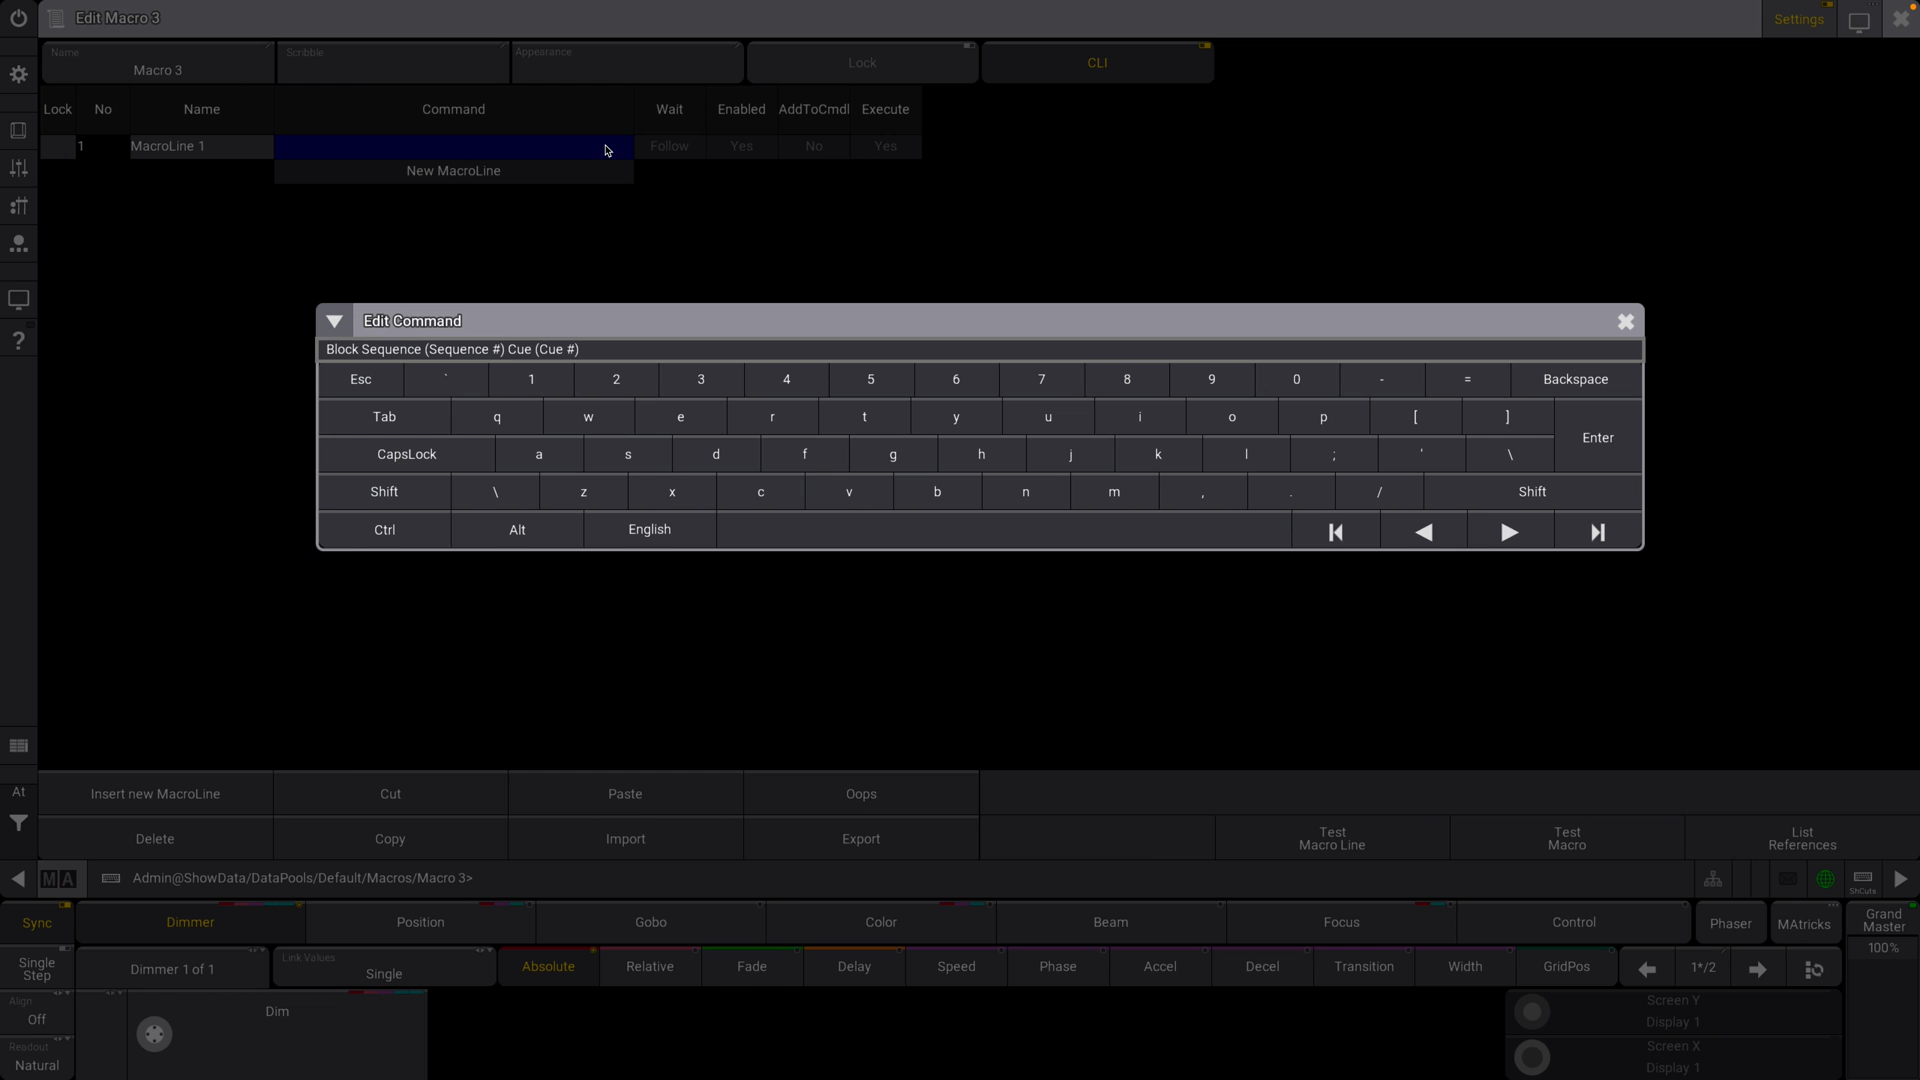 Edit Macro 3
Settings
Name
Macro 3
Scribble
Appearance
Lock
CLI
Lock No Name Command Wait Enabled AddToCmdl Execute
1 MacroLine 1 Follow Yes No Yes
New MacroLine
Edit Command
Block Sequence (Sequence #) Cue (Cue #)
Esc ` 1 2 3 4 5 6 7 8 9 0 - = Backspace
Tab q w e r t y u i o p [ ]
Enter
CapsLock a s d f g h j k l ; ' \
Shift \ z x c v b n m , . / Shift
Ctrl Alt English
?
At
Insert new MacroLine Cut Paste Oops
Delete Copy Import Export
Test
Macro Line
Test
Macro
List
References
MA
Admin@ShowData/DataPools/Default/Macros/Macro 3>
ShCuts
Sync Dimmer Position Gobo Color Beam Focus Control Phaser MAtricks
Grand
Master
100%
Single
Step
Dimmer 1 of 1
Link Values
Single
Absolute Relative Fade Delay Speed Phase Accel Decel Transition Width GridPos 1*/2
Align
Off
Dim
Readout
Natural
Screen Y
Display 1
Screen X
Display 1